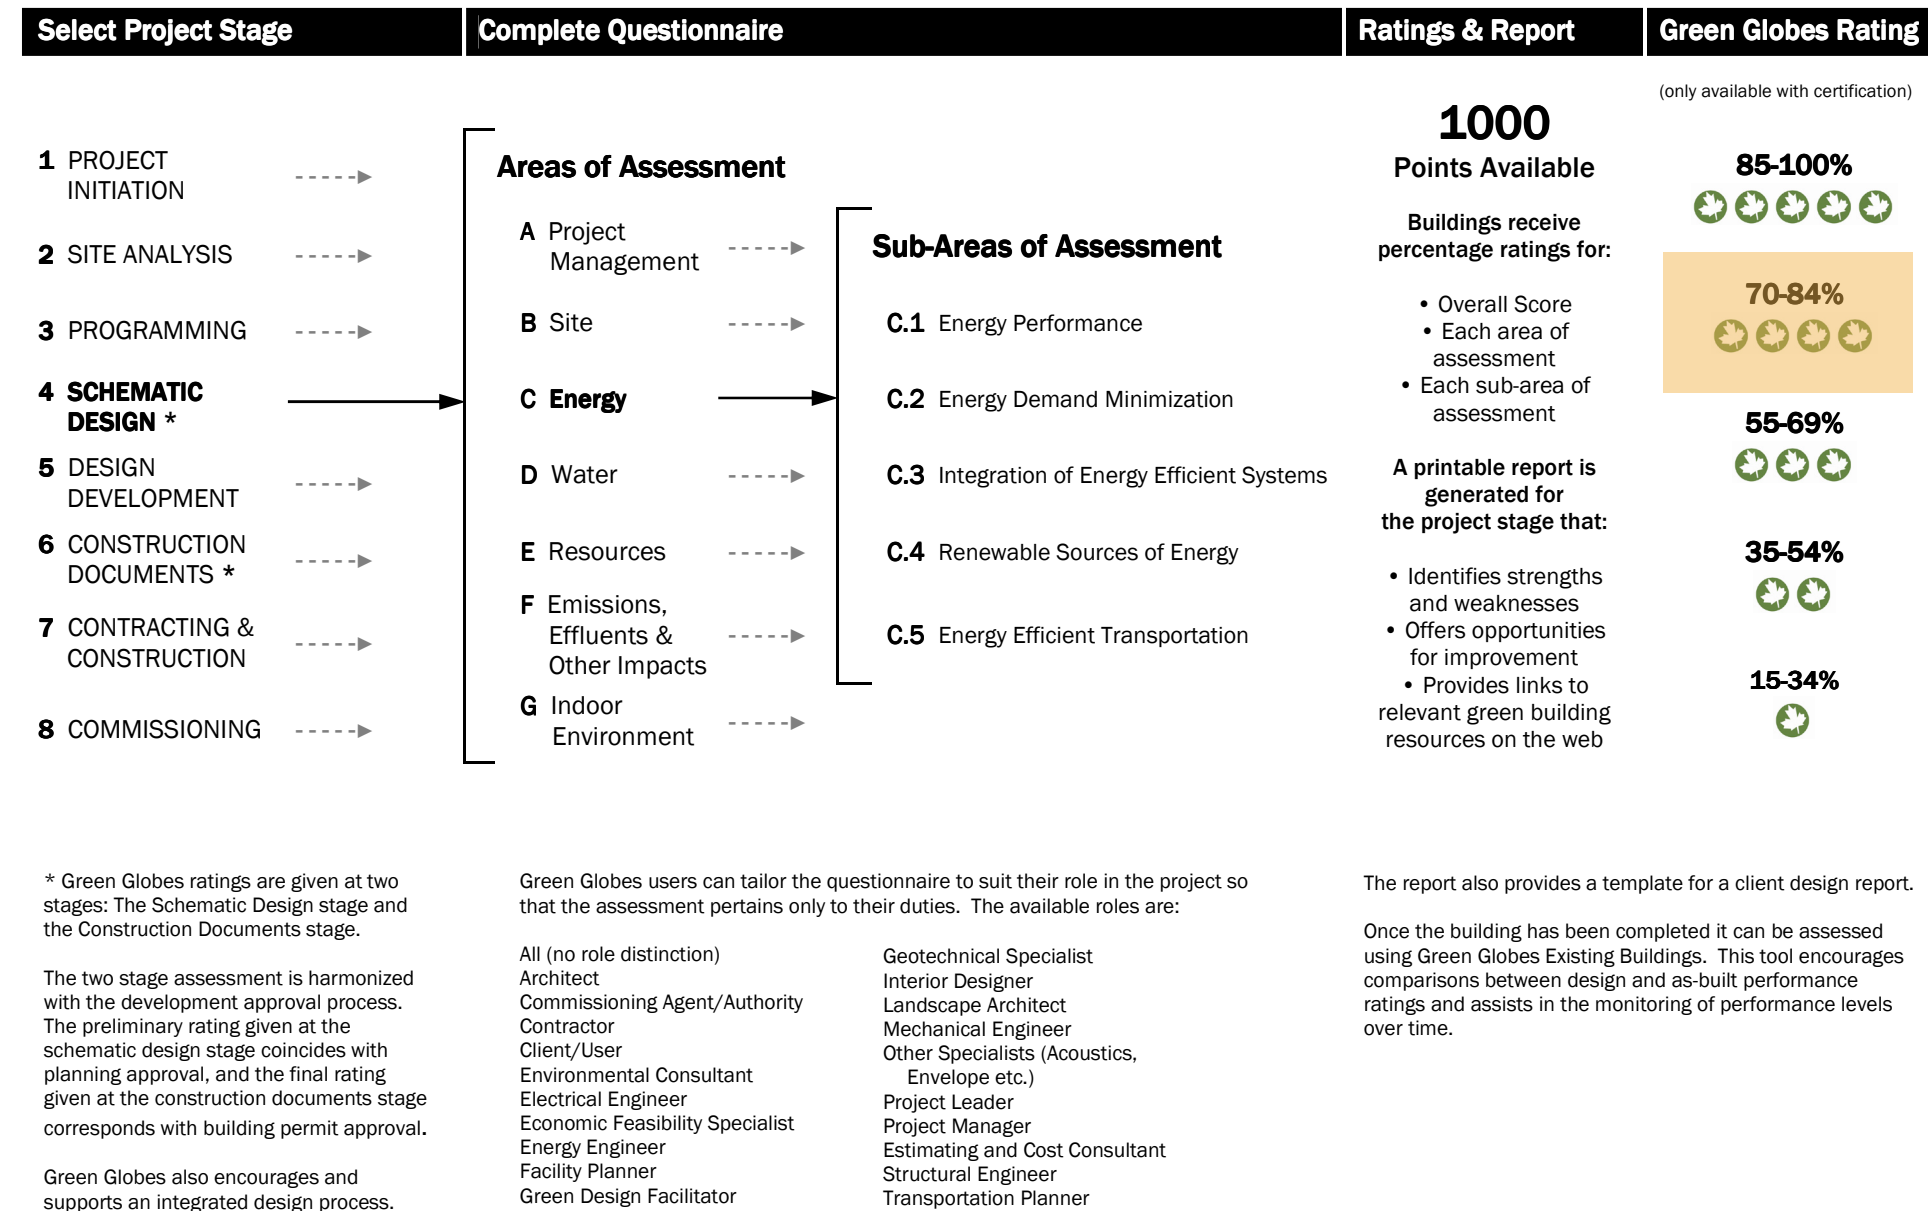 Select Project Stage
Complete Questionnaire
Ratings & Report
Green Globes Rating
1 PROJECT
INITIATION
2 SITE ANALYSIS
3 PROGRAMMING
4 SCHEMATIC
DESIGN *
5 DESIGN
DEVELOPMENT
6 CONSTRUCTION
DOCUMENTS *
7 CONTRACTING &
CONSTRUCTION
8 COMMISSIONING
Areas of Assessment
A Project
Management
B Site
C Energy
D Water
E Resources
F Emissions,
Effluents &
Other Impacts
G Indoor
Environment
Sub-Areas of Assessment
C.1 Energy Performance
C.2 Energy Demand Minimization
C.3 Integration of Energy Efficient Systems
C.4 Renewable Sources of Energy
C.5 Energy Efficient Transportation
1000
Points Available
Buildings receive
percentage ratings for:
• Overall Score
• Each area of
assessment
• Each sub-area of
assessment
A printable report is
generated for
the project stage that:
• Identifies strengths
and weaknesses
• Offers opportunities
for improvement
• Provides links to
relevant green building
resources on the web
(only available with certification)
85-100%
70-84%
55-69%
35-54%
15-34%
* Green Globes ratings are given at two
stages: The Schematic Design stage and
the Construction Documents stage.
The two stage assessment is harmonized
with the development approval process.
The preliminary rating given at the
schematic design stage coincides with
planning approval, and the final rating
given at the construction documents stage
corresponds with building permit approval.
Green Globes also encourages and
supports an integrated design process.
Green Globes users can tailor the questionnaire to suit their role in the project so
that the assessment pertains only to their duties.  The available roles are:
All (no role distinction)
Architect
Commissioning Agent/Authority
Contractor
Client/User
Environmental Consultant
Electrical Engineer
Economic Feasibility Specialist
Energy Engineer
Facility Planner
Green Design Facilitator
Geotechnical Specialist
Interior Designer
Landscape Architect
Mechanical Engineer
Other Specialists (Acoustics,
Envelope etc.)
Project Leader
Project Manager
Estimating and Cost Consultant
Structural Engineer
Transportation Planner
The report also provides a template for a client design report.
Once the building has been completed it can be assessed
using Green Globes Existing Buildings.  This tool encourages
comparisons between design and as-built performance
ratings and assists in the monitoring of performance levels
over time.